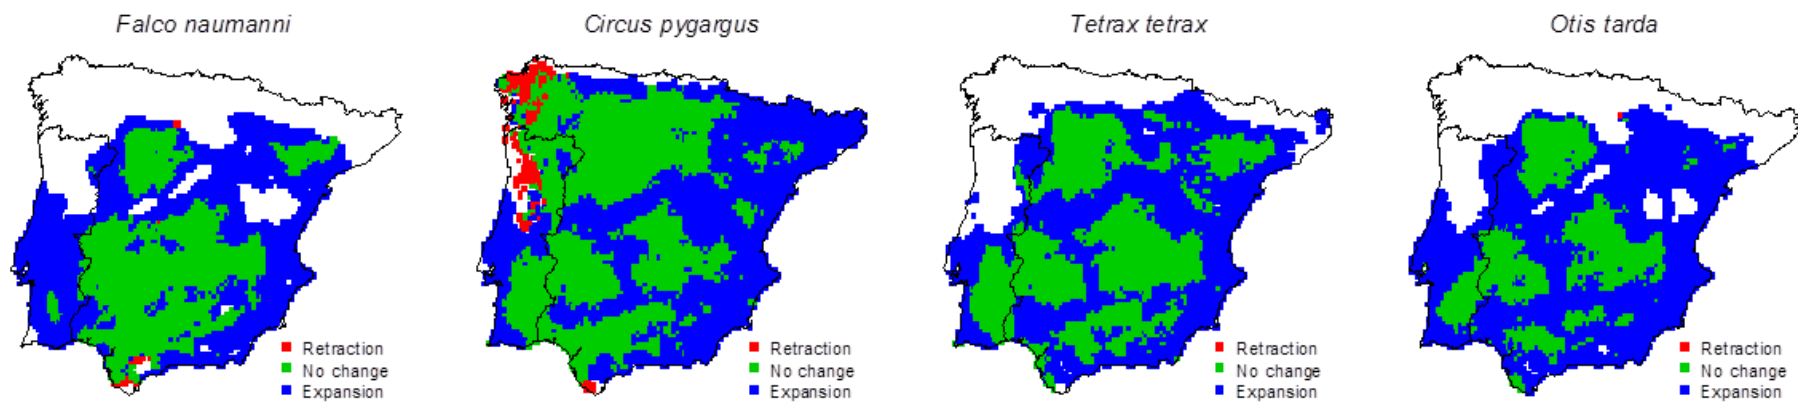 Falco naumanni
Circus pygargus
Tetrax tetrax
Otis tarda
Retraction
No change
Expansion
Retraction
No change
Expansion
Retraction
No change
Expansion
Retraction
No change
Expansion